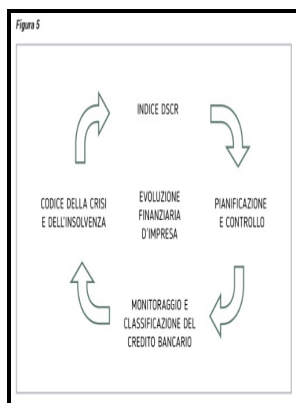 Figura 5
INDICE DSCR
CODICE DELLA CRISI
E DELL'INSOLVENZA
EVOLUZIONE
FINANZIARIA
D'IMPRESA
PIANIFICAZIONE
E CONTROLLO
MONITORAGGIO E
CLASSIFICAZIONE DEL
CREDITO BANCARIO